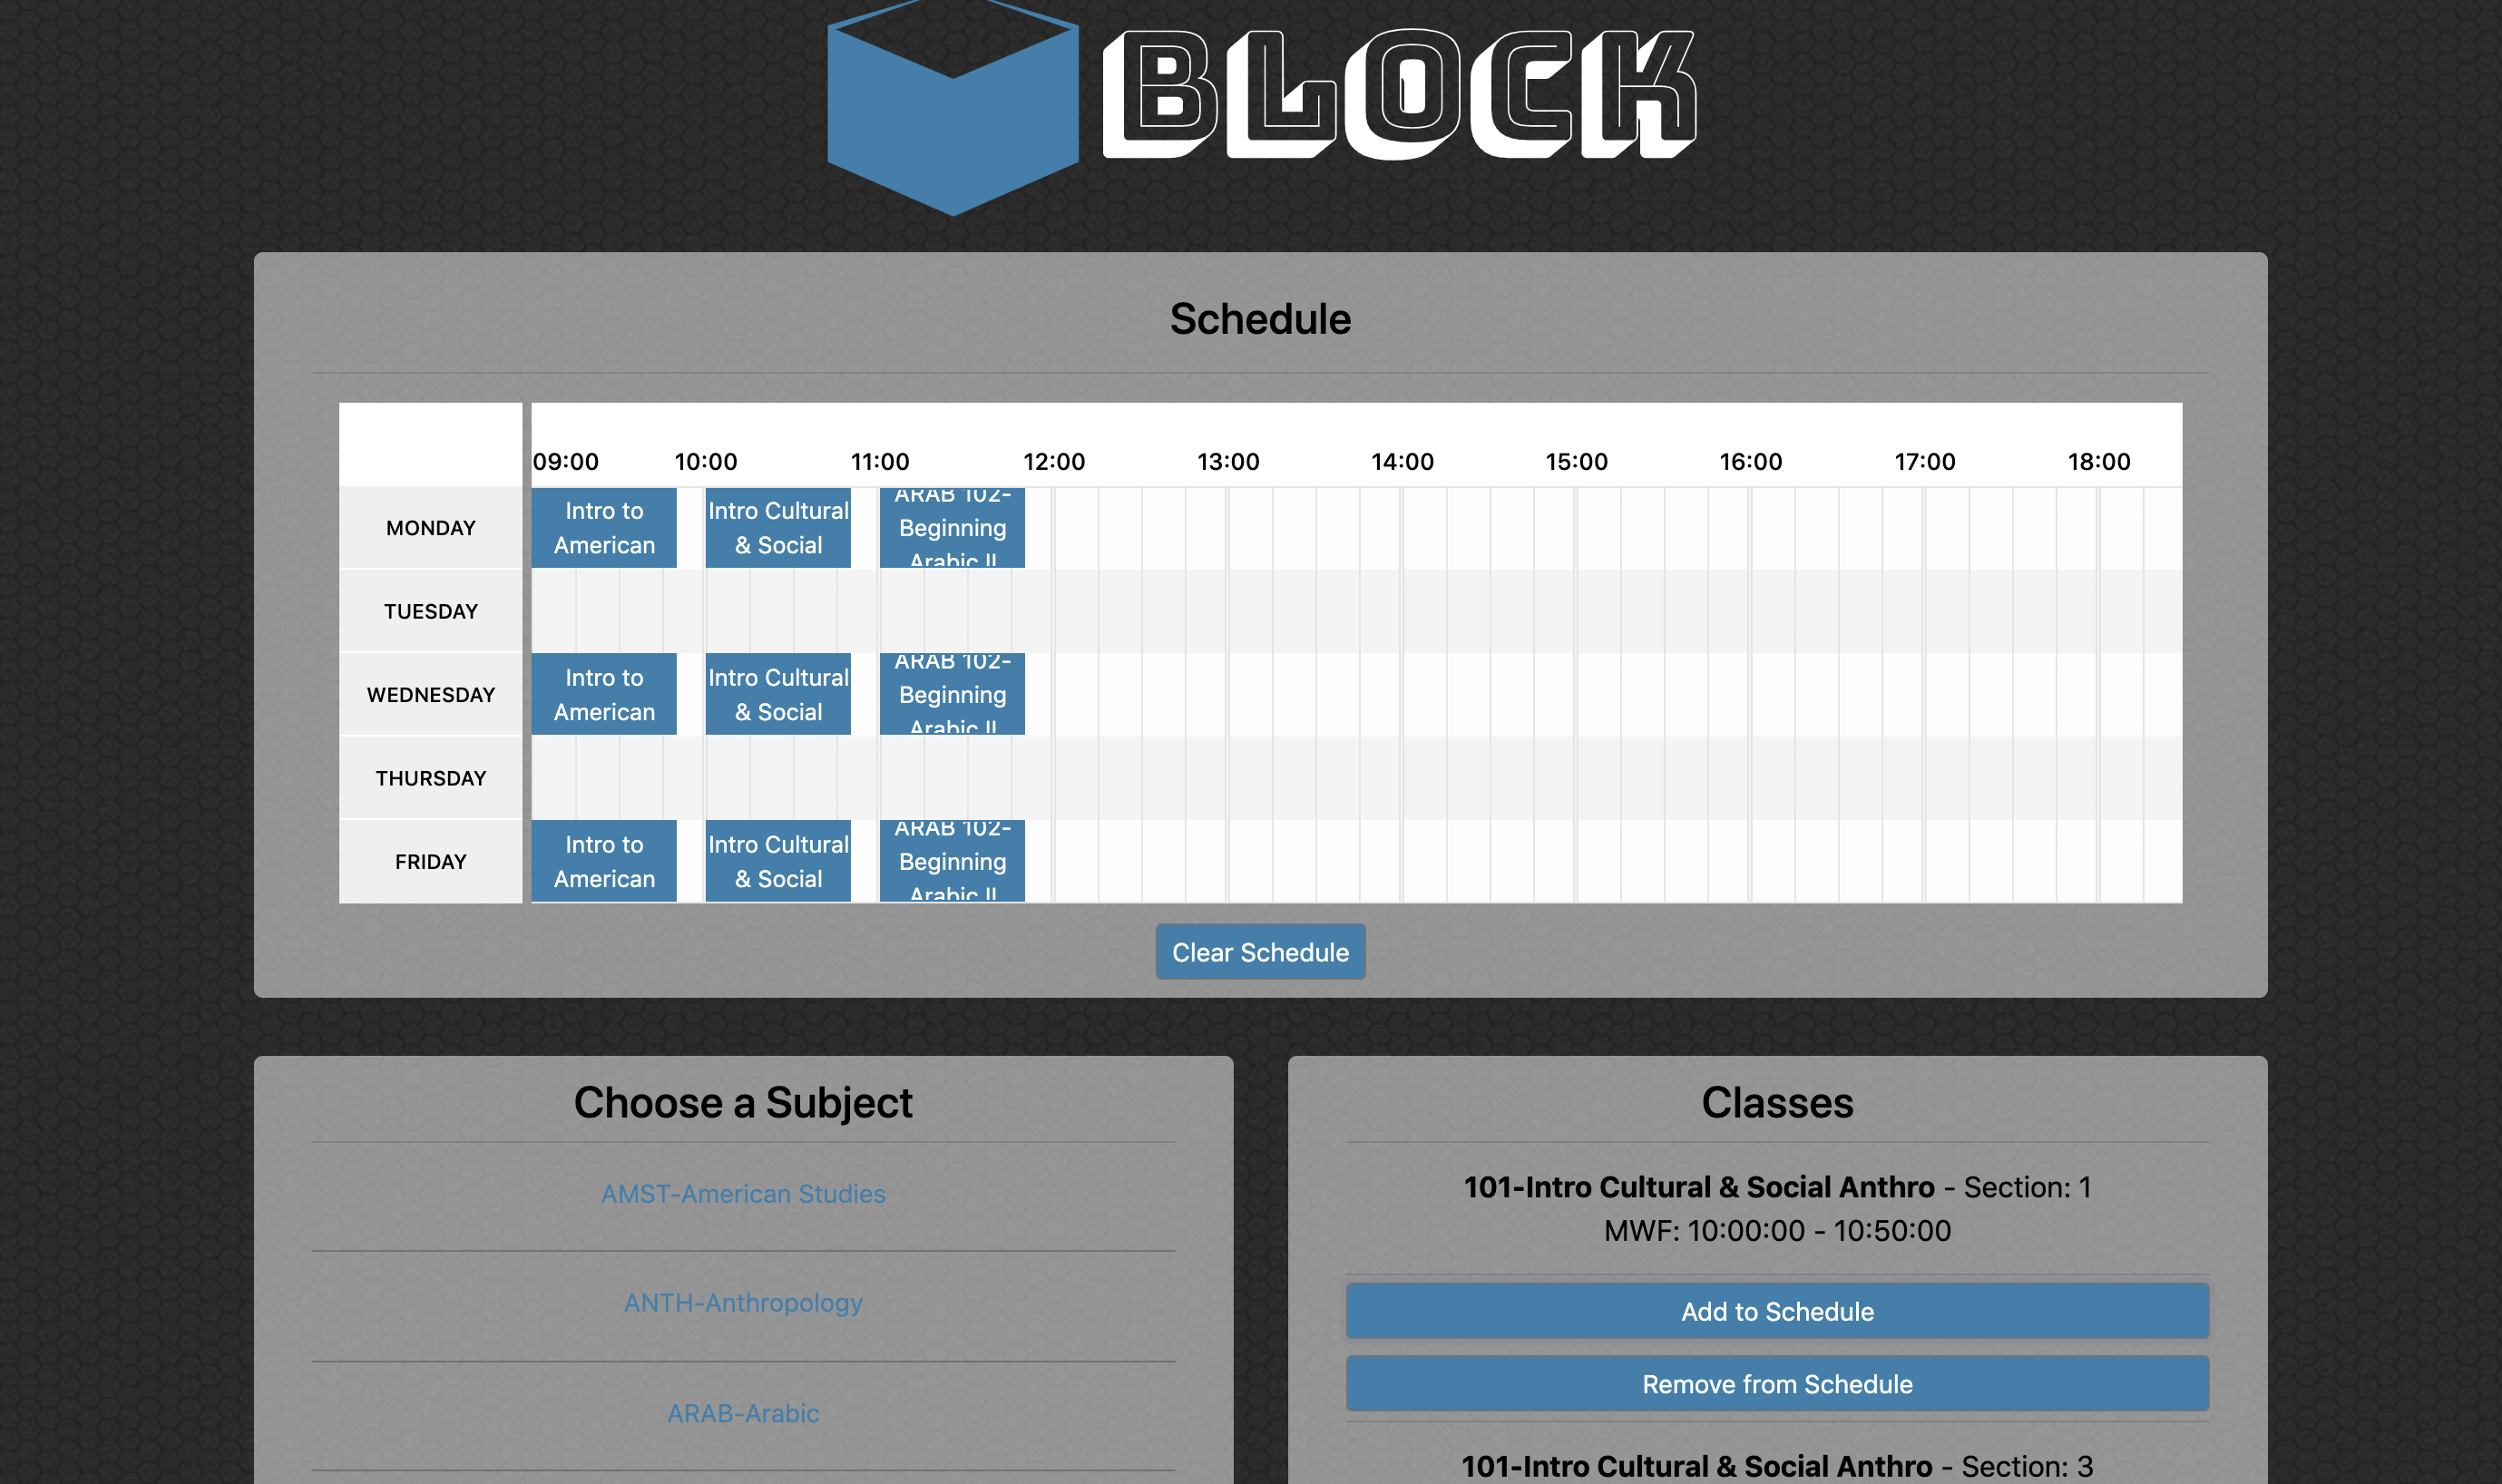 BLOCK
Schedule
09:00 10:00 11:00 12:00 13:00 14:00 15:00 16:00 17:00 18:00
MONDAY
Intro to
American
Intro Cultural
& Social
ARAB 102-
Beginning
Arabic II
TUESDAY
WEDNESDAY
Intro to
American
Intro Cultural
& Social
ARAB 102-
Beginning
Arabic II
THURSDAY
FRIDAY
Intro to
American
Intro Cultural
& Social
ARAB 102-
Beginning
Arabic II
Clear Schedule
Choose a Subject
AMST-American Studies
ANTH-Anthropology
ARAB-Arabic
Classes
101-Intro Cultural & Social Anthro - Section: 1
MWF: 10:00:00 - 10:50:00
Add to Schedule
Remove from Schedule
101-Intro Cultural & Social Anthro - Section: 3